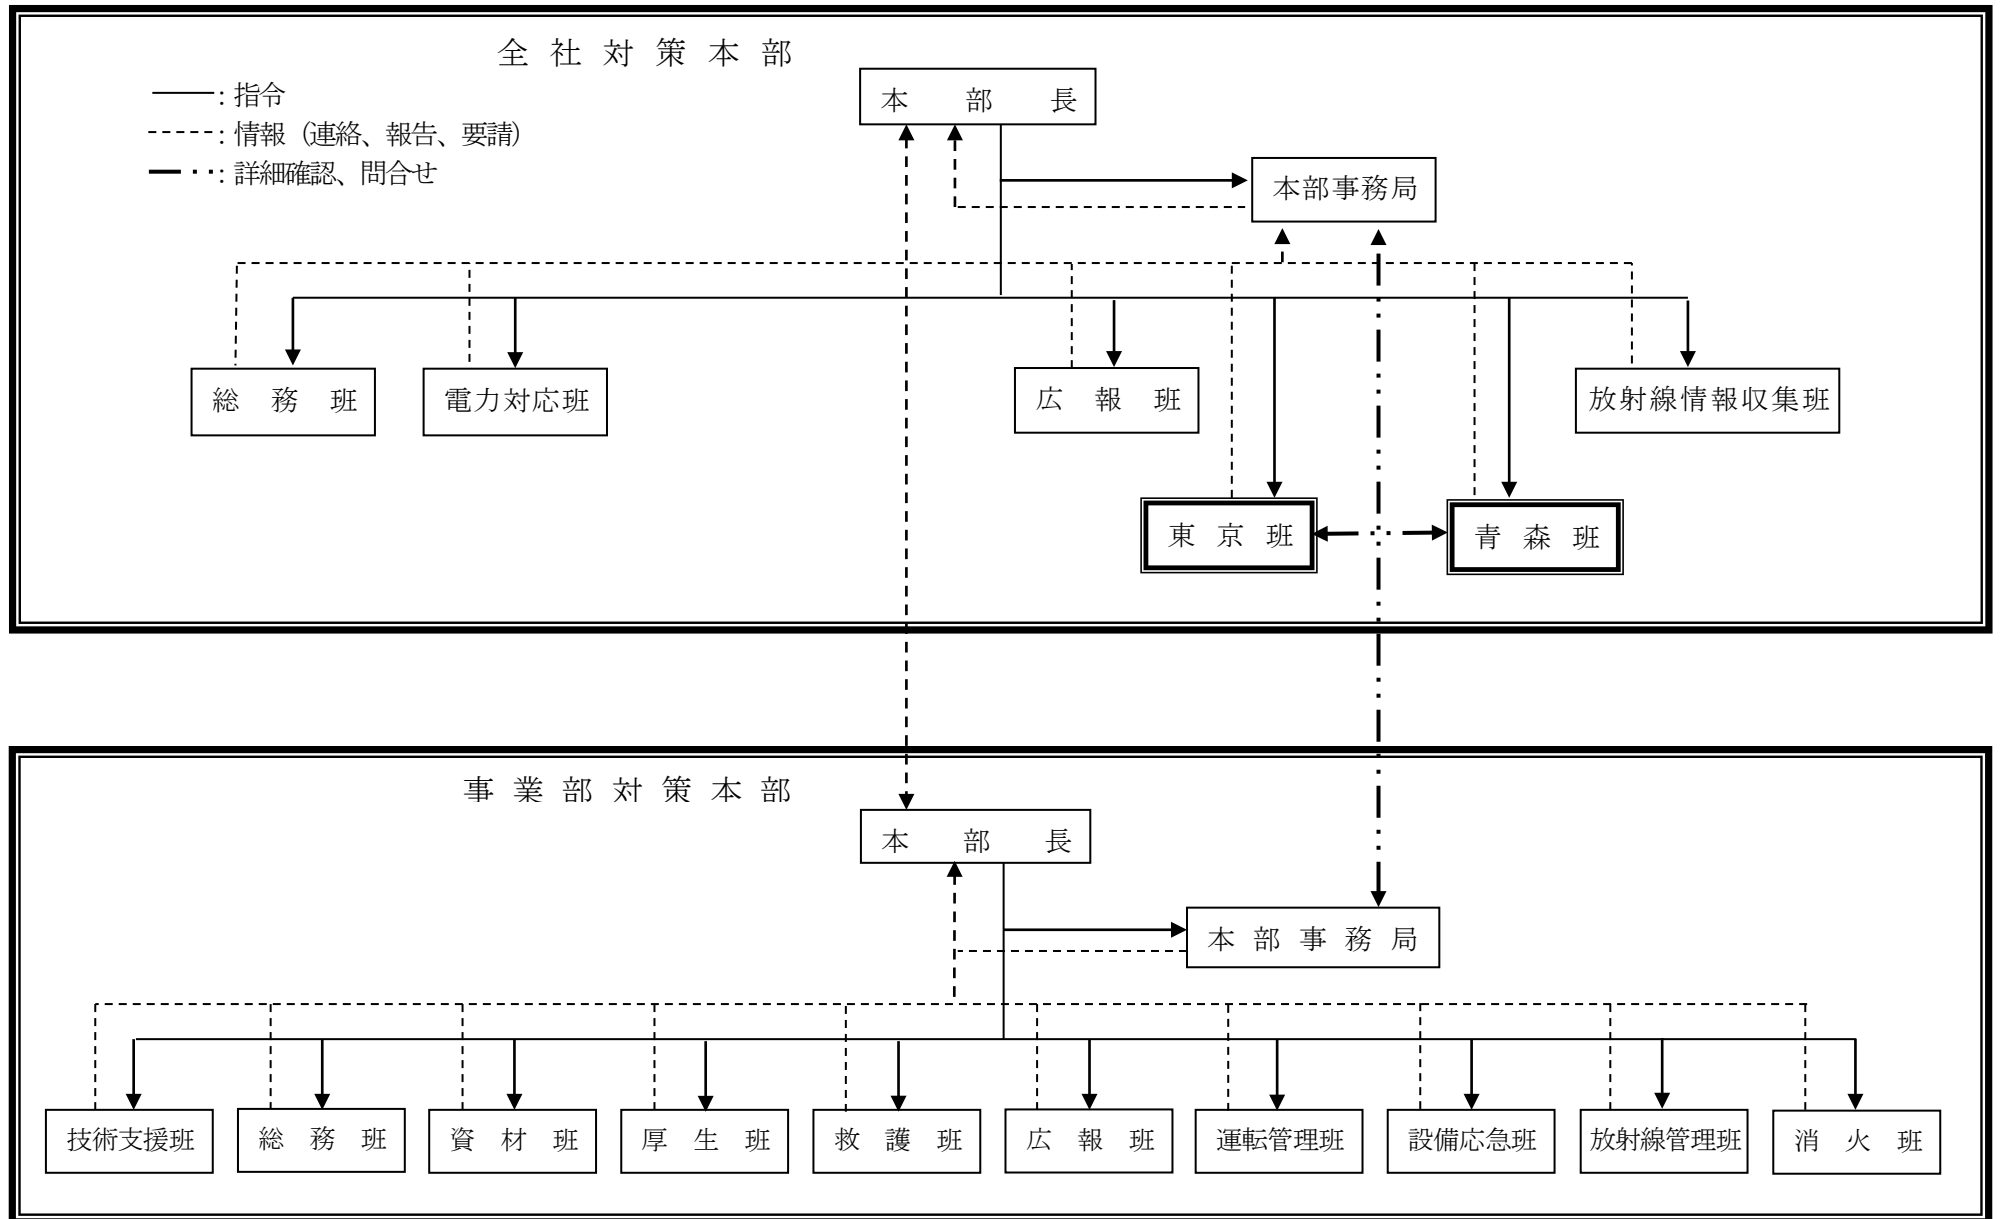 全社対策本部
―――: 指令
-----: 情報（連絡、報告、要請）
― ‥: 詳細確認、問合せ
本部長
本部事務局
総務班
電力対応班
広報班
放射線情報収集班
東京班
青森班
事業部対策本部
本部長
本部事務局
技術支援班
総務班
資材班
厚生班
救護班
広報班
運転管理班
設備応急班
放射線管理班
消火班